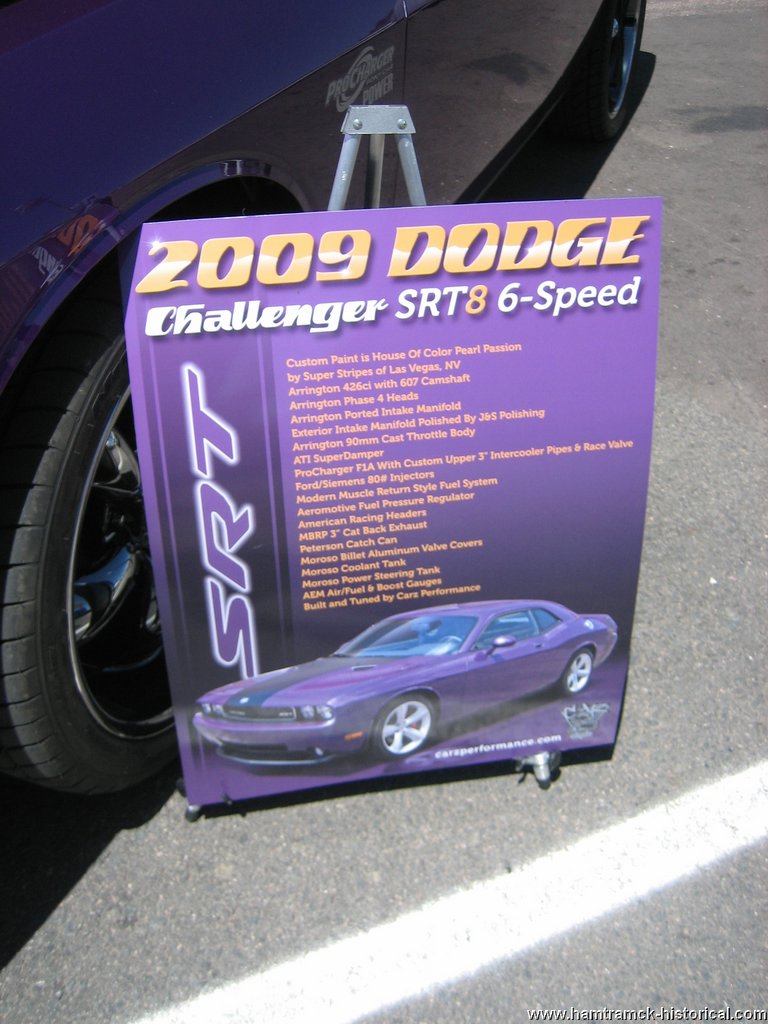 PROCHARGER
POWER
2009 DODGE
Challenger SRT8 6-Speed
SRT
Custom Paint is House Of Color Pearl Passion
by Super Stripes of Las Vegas, NV
Arrington 426ci with 607 Camshaft
Arrington Phase 4 Heads
Arrington Ported Intake Manifold
Exterior Intake Manifold Polished By J&S Polishing
Arrington 90mm Cast Throttle Body
ATI SuperDamper
ProCharger F1A With Custom Upper 3" Intercooler Pipes & Race Valve
Ford/Siemens 80# Injectors
Modern Muscle Return Style Fuel System
Aeromotive Fuel Pressure Regulator
American Racing Headers
MBRP 3" Cat Back Exhaust
Peterson Catch Can
Moroso Billet Aluminum Valve Covers
Moroso Coolant Tank
Moroso Power Steering Tank
AEM Air/Fuel & Boost Gauges
Built and Tuned by Carz Performance
carzperformance.com
www.hamtramck-historical.com